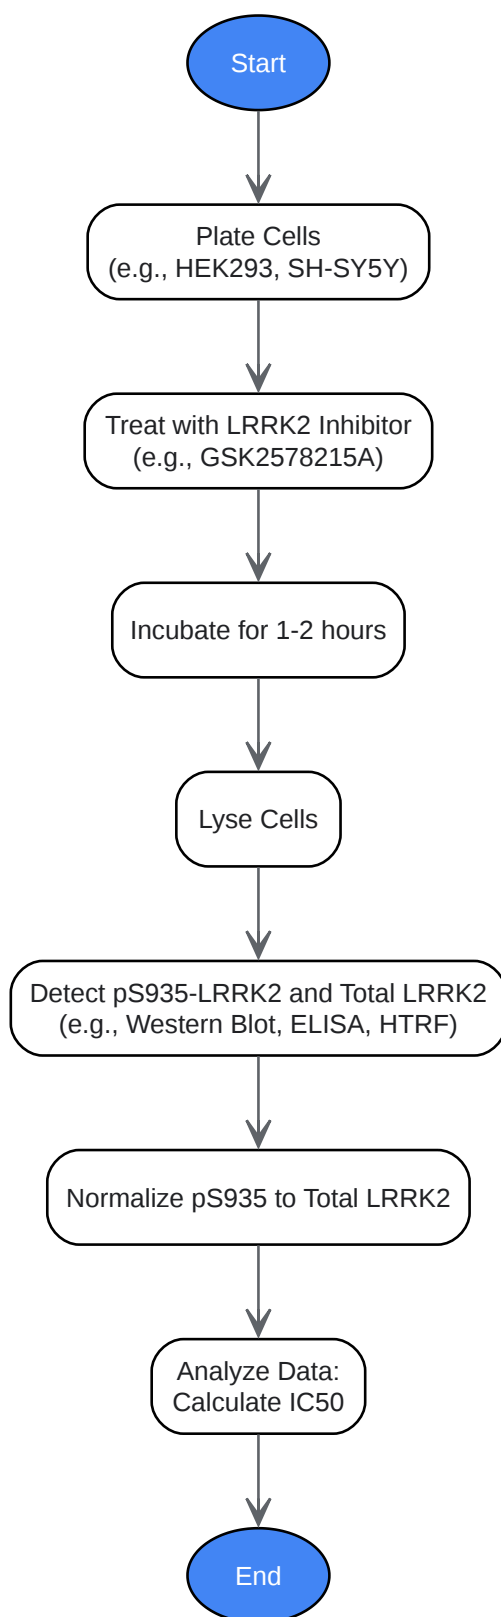 Start
Plate Cells
(e.g., HEK293, SH-SY5Y)
Treat with LRRK2 Inhibitor
(e.g., GSK2578215A)
Incubate for 1-2 hours
Lyse Cells
Detect pS935-LRRK2 and Total LRRK2
(e.g., Western Blot, ELISA, HTRF)
Normalize pS935 to Total LRRK2
Analyze Data:
Calculate IC50
End